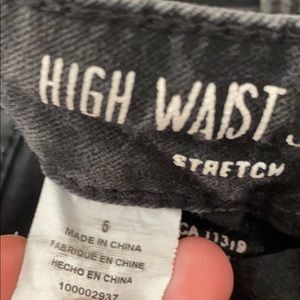 HIGH WAIST
STRETCH
6
MADE IN CHINA
FABRIQUÉ EN CHINE
HECHO EN CHINA
100002937
CA 11319